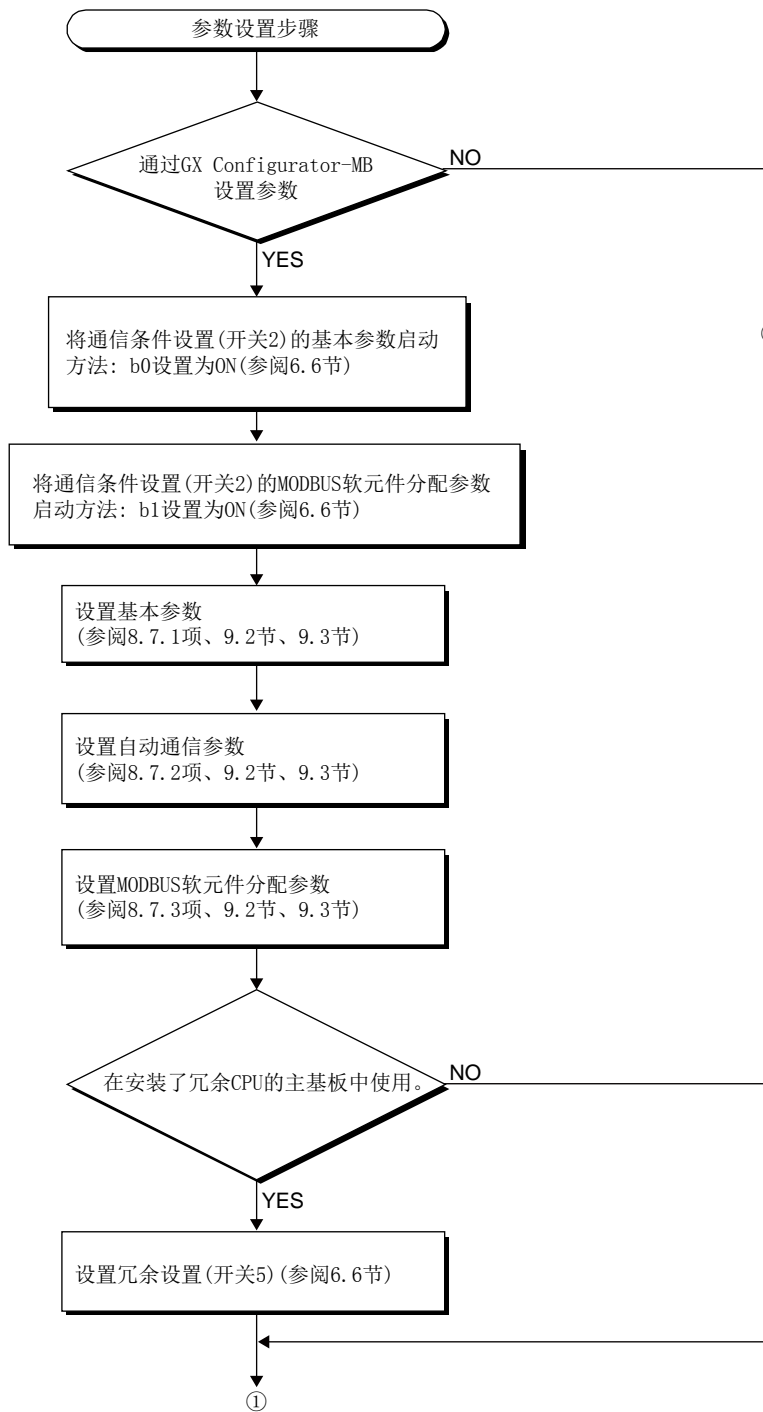 参数设置步骤
通过GX Configurator-MB
设置参数
NO
YES
将通信条件设置(开关2)的基本参数启动
方法: b0设置为ON(参阅6.6节)
将通信条件设置(开关2)的MODBUS软元件分配参数
启动方法: b1设置为ON(参阅6.6节)
设置基本参数
(参阅8.7.1项、9.2节、9.3节)
设置自动通信参数
(参阅8.7.2项、9.2节、9.3节)
设置MODBUS软元件分配参数
(参阅8.7.3项、9.2节、9.3节)
在安装了冗余CPU的主基板中使用。
NO
YES
设置冗余设置(开关5)(参阅6.6节)
①